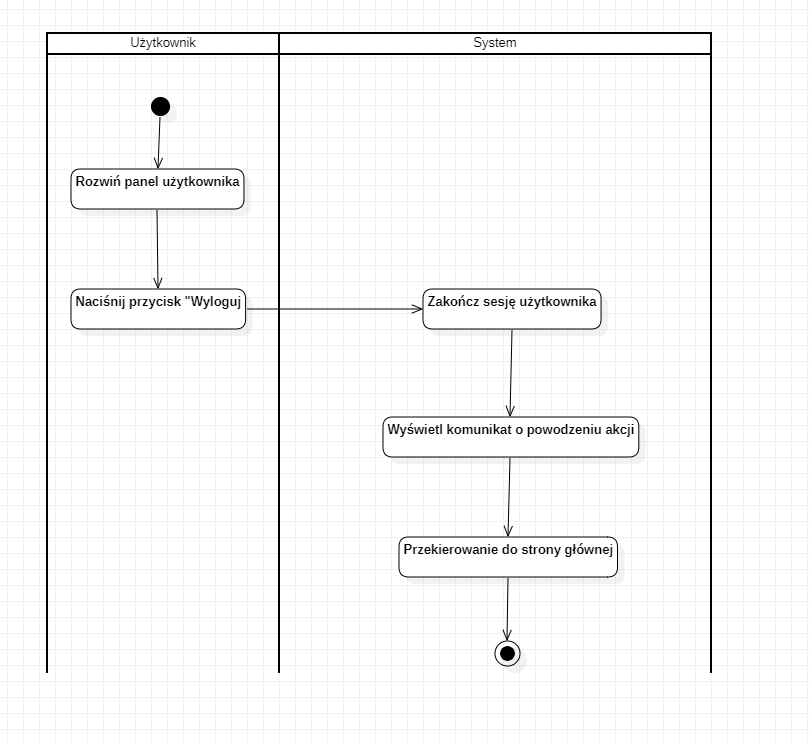 Użytkownik
System
Rozwiń panel użytkownika
Naciśnij przycisk "Wyloguj
Zakończ sesję użytkownika
Wyświetl komunikat o powodzeniu akcji
Przekierowanie do strony głównej